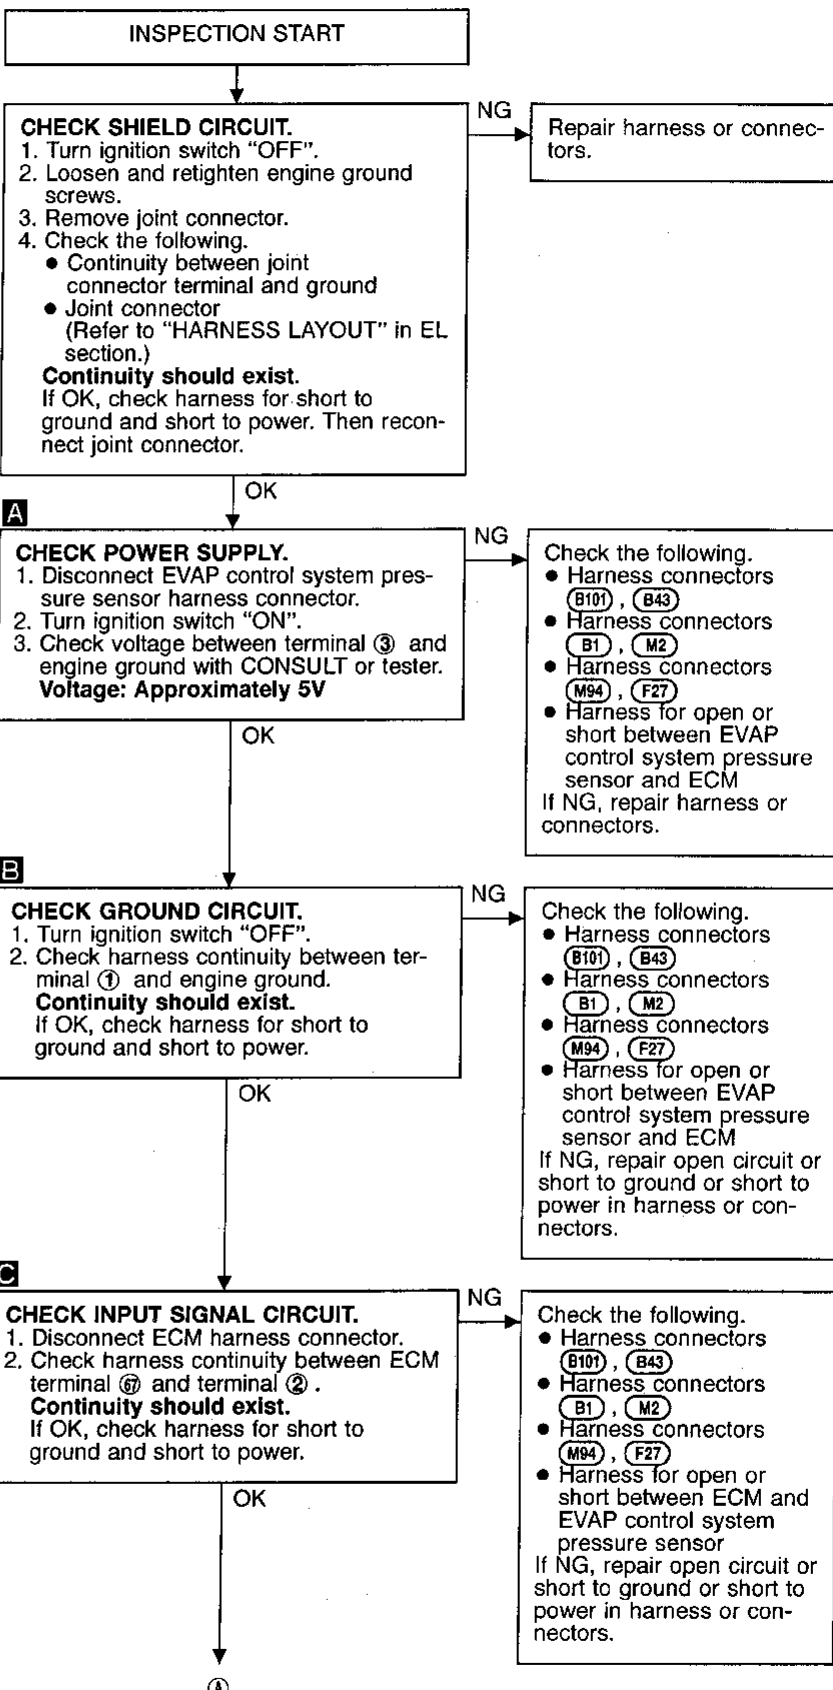 INSPECTION START
CHECK SHIELD CIRCUIT.
1. Turn ignition switch “OFF”.
2. Loosen and retighten engine ground
screws.
3. Remove joint connector.
4. Check the following.
● Continuity between joint
connector terminal and ground
● Joint connector
(Refer to “HARNESS LAYOUT” in EL
section.)
Continuity should exist.
If OK, check harness for short to
ground and short to power. Then recon-
nect joint connector.
NG
Repair harness or connec-
tors.
OK
A
CHECK POWER SUPPLY.
1. Disconnect EVAP control system pres-
sure sensor harness connector.
2. Turn ignition switch “ON”.
3. Check voltage between terminal ③ and
engine ground with CONSULT or tester.
Voltage: Approximately 5V
NG
Check the following.
● Harness connectors
B101 , B43
● Harness connectors
B1 , M2
● Harness connectors
M94 , F27
● Harness for open or
short between EVAP
control system pressure
sensor and ECM
If NG, repair harness or
connectors.
OK
B
CHECK GROUND CIRCUIT.
1. Turn ignition switch “OFF”.
2. Check harness continuity between ter-
minal ① and engine ground.
Continuity should exist.
If OK, check harness for short to
ground and short to power.
NG
Check the following.
● Harness connectors
B101 , B43
● Harness connectors
B1 , M2
● Harness connectors
M94 , F27
● Harness for open or
short between EVAP
control system pressure
sensor and ECM
If NG, repair open circuit or
short to ground or short to
power in harness or con-
nectors.
OK
C
CHECK INPUT SIGNAL CIRCUIT.
1. Disconnect ECM harness connector.
2. Check harness continuity between ECM
terminal 67 and terminal ② .
Continuity should exist.
If OK, check harness for short to
ground and short to power.
NG
Check the following.
● Harness connectors
B101 , B43
● Harness connectors
B1 , M2
● Harness connectors
M94 , F27
● Harness for open or
short between ECM and
EVAP control system
pressure sensor
If NG, repair open circuit or
short to ground or short to
power in harness or con-
nectors.
OK
Ⓐ